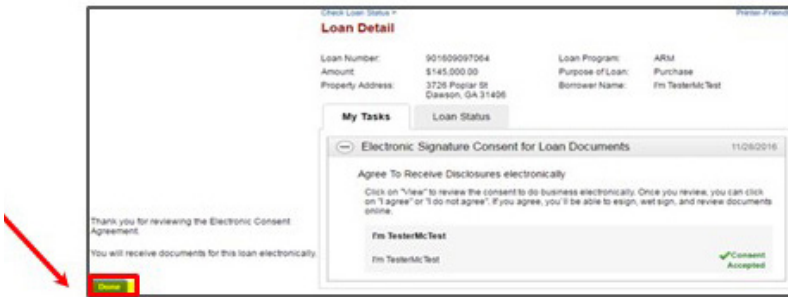 Check Loan Status >
Printer-Friend
Loan Detail
Loan Number: 901609097064 Loan Program: ARM
Amount $145,000.00 Purpose of Loan: Purchase
Property Address: 3726 Poplar St Borrower Name: I'm TesterMcTest
Dawson, GA 31406
My Tasks Loan Status
Electronic Signature Consent for Loan Documents 11/28/2016
Agree To Receive Disclosures electronically
Click on "View" to review the consent to do business electronically. Once you review, you can click
on "I agree" or "I do not agree". If you agree, you'll be able to esign, wet sign, and review documents
online.
I'm TesterMcTest
I'm TesterMcTest Consent
Accepted
Thank you for reviewing the Electronic Consent
Agreement.
You will receive documents for this loan electronically.
Done